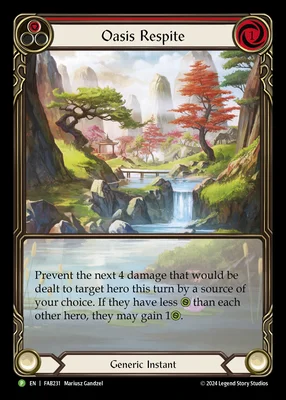 1
Oasis Respite
Prevent the next 4 damage that would be
dealt to target hero this turn by a source of
your choice. If they have less than each
other hero, they may gain 1.
Generic Instant
P EN | FAB231 Mariusz Gandzel
© 2024 Legend Story Studios